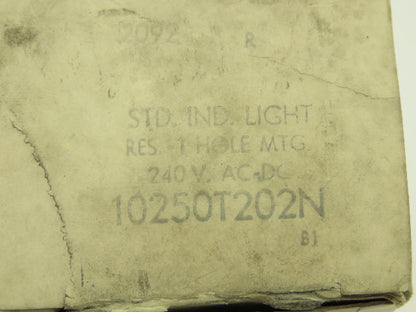 2092 R
STD. IND. LIGHT
RES. 1 HOLE MTG
240 V. AC-DC
10250T202N
B1